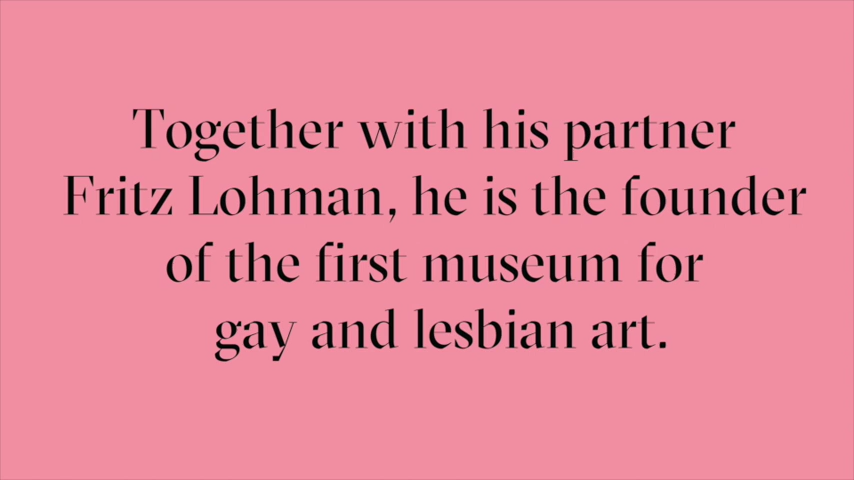 Together with his partner
Fritz Lohman, he is the founder
of the first museum for
gay and lesbian art.